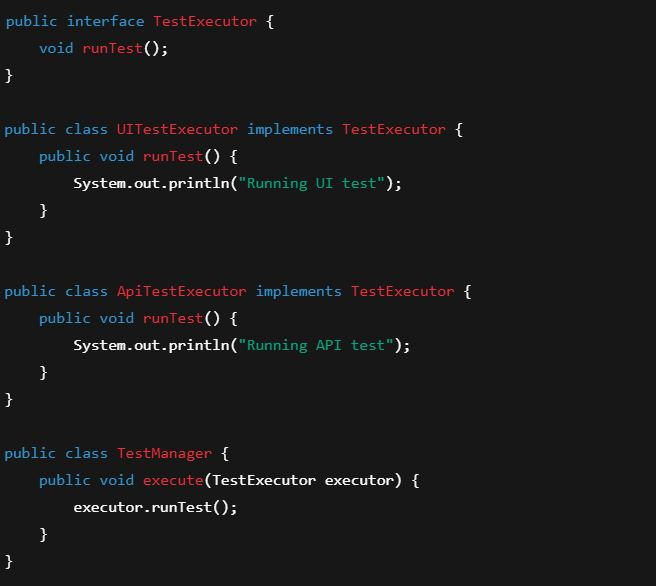 public interface TestExecutor {
    void runTest();
}

public class UITestExecutor implements TestExecutor {
    public void runTest() {
        System.out.println("Running UI test");
    }
}

public class ApiTestExecutor implements TestExecutor {
    public void runTest() {
        System.out.println("Running API test");
    }
}

public class TestManager {
    public void execute(TestExecutor executor) {
        executor.runTest();
    }
}